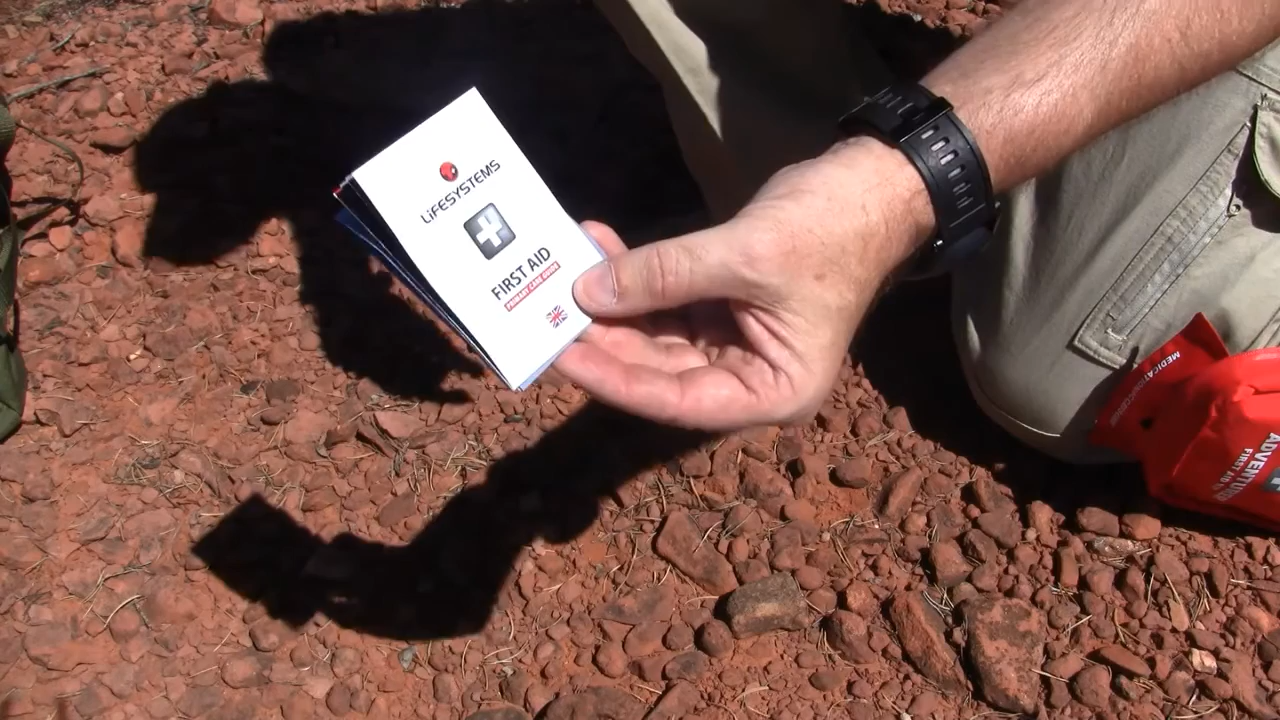 LiFESYSTEMS
FIRST AID
PRIMARY CARE GUIDE
ADVENTURE
FIRST AID